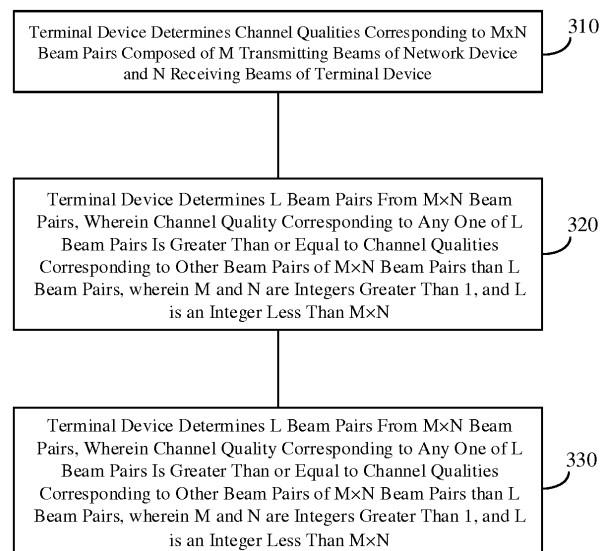 Terminal Device Determines Channel Qualities Corresponding to MxN
Beam Pairs Composed of M Transmitting Beams of Network Device
and N Receiving Beams of Terminal Device
310
Terminal Device Determines L Beam Pairs From M×N Beam
Pairs, Wherein Channel Quality Corresponding to Any One of L
Beam Pairs Is Greater Than or Equal to Channel Qualities
Corresponding to Other Beam Pairs of M×N Beam Pairs than L
Beam Pairs, wherein M and N are Integers Greater Than 1, and L
is an Integer Less Than M×N
320
Terminal Device Determines L Beam Pairs From M×N Beam
Pairs, Wherein Channel Quality Corresponding to Any One of L
Beam Pairs Is Greater Than or Equal to Channel Qualities
Corresponding to Other Beam Pairs of M×N Beam Pairs than L
Beam Pairs, wherein M and N are Integers Greater Than 1, and L
is an Integer Less Than M×N
330